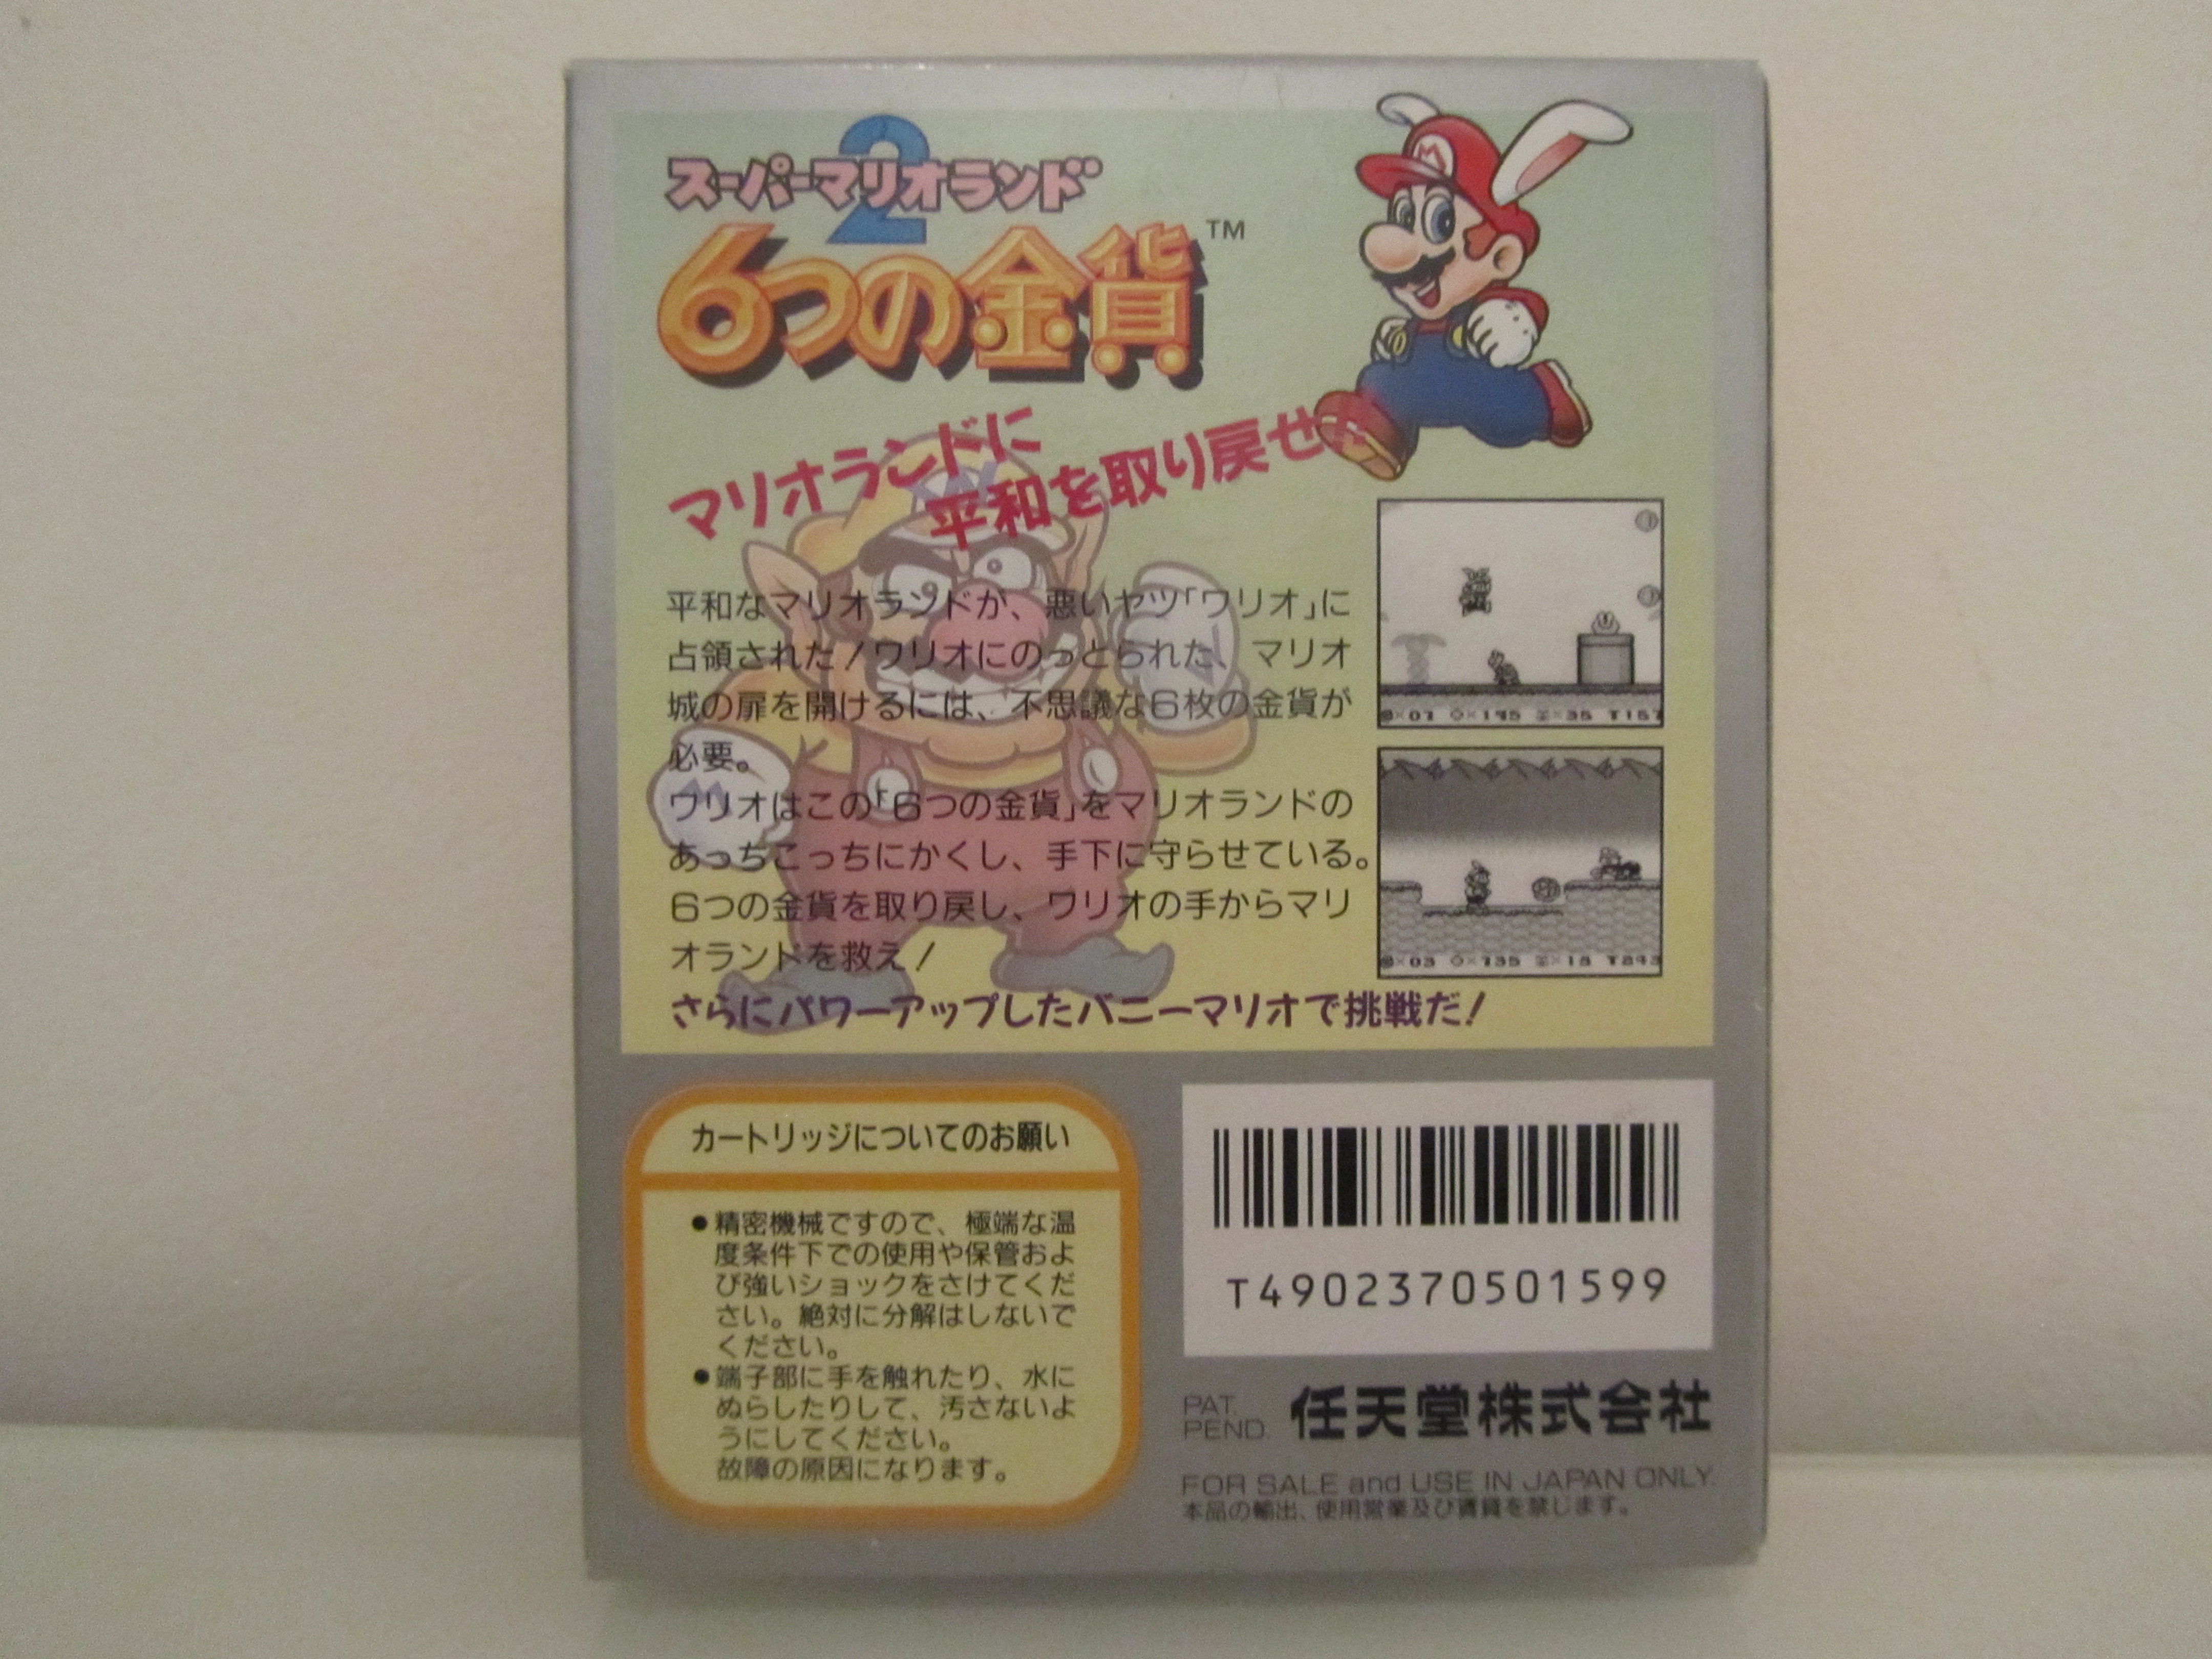 スーパーマリオランド2
6つの金貨™
マリオランドに
平和を取り戻せ!
平和なマリオランドが、悪いヤツ「ワリオ」に
占領された!ワリオにのっとられた、マリオ
城の扉を開けるには、不思議な6枚の金貨が
必要。
ワリオはこの「6つの金貨」をマリオランドの
あっちこっちにかくし、手下に守らせている。
6つの金貨を取り戻し、ワリオの手からマリ
オランドを救え!
さらにパワーアップしたバニーマリオで挑戦だ!
カートリッジについてのお願い
●精密機械ですので、極端な温
度条件下での使用や保管およ
び強いショックをさけてくだ
さい。絶対に分解はしないで
ください。
●端子部に手を触れたり、水に
ぬらしたりして、汚さないよ
うにしてください。
故障の原因になります。
T4902370501599
PAT.
PEND.
任天堂株式会社
FOR SALE and USE IN JAPAN ONLY.
本品の輸出、使用営業及び賃貸を禁じます。